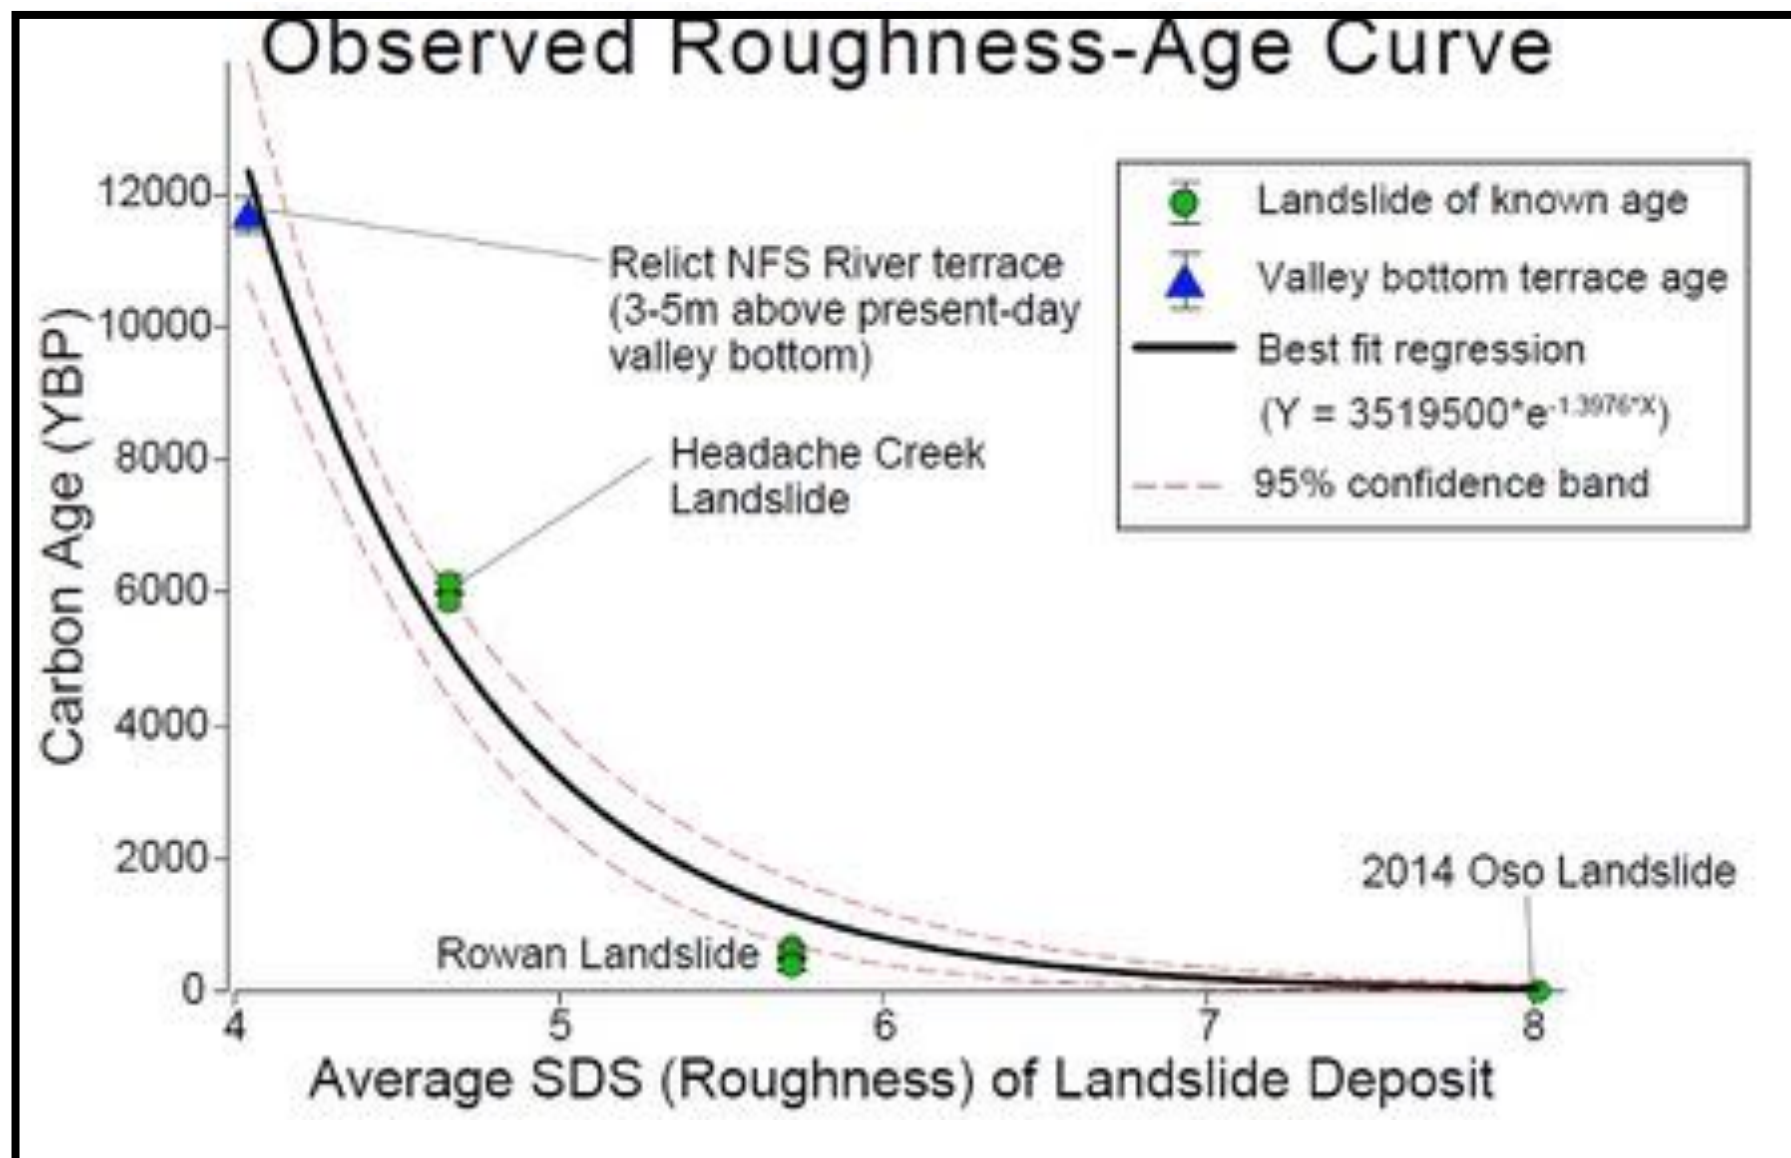 Observed Roughness-Age Curve
12000
10000
8000
6000
4000
2000
0
Carbon Age (YBP)
Relict NFS River terrace
(3-5m above present-day
valley bottom)
Headache Creek
Landslide
Rowan Landslide
2014 Oso Landslide
Landslide of known age
Valley bottom terrace age
Best fit regression
(Y = 3519500*e-1.3976*X)
95% confidence band
4 5 6 7 8
Average SDS (Roughness) of Landslide Deposit